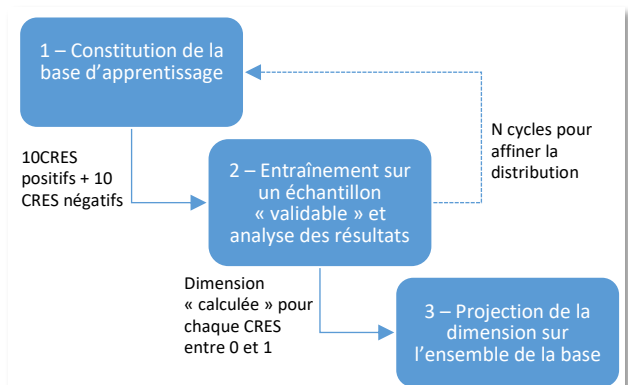 1 – Constitution de la
base d'apprentissage
N cycles pour
affiner la
distribution
10CRES
positifs + 10
CRES négatifs
2 – Entraînement sur
un échantillon
« validable » et
analyse des résultats
Dimension
« calculée » pour
chaque CRES
entre 0 et 1
3 – Projection de la
dimension sur
l'ensemble de la base